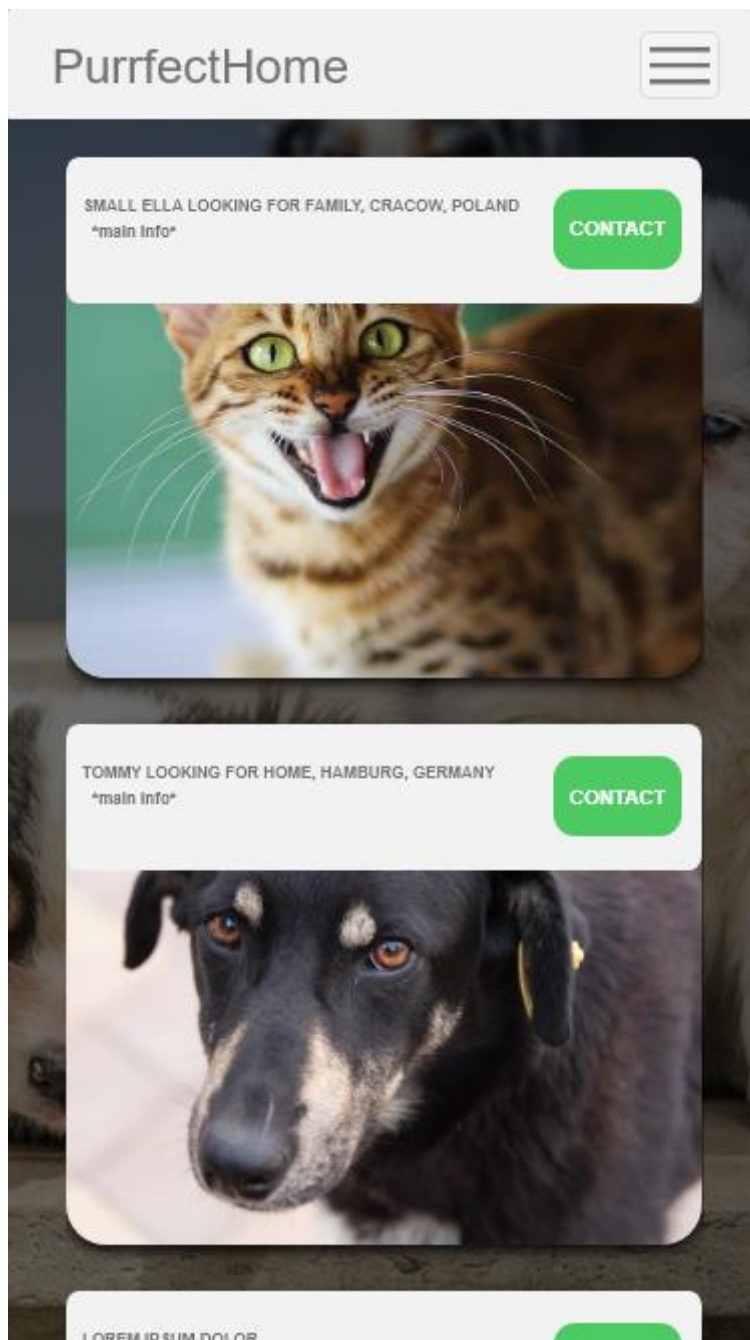 PurrfectHome
SMALL ELLA LOOKING FOR FAMILY, CRACOW, POLAND
*main info*
CONTACT
TOMMY LOOKING FOR HOME, HAMBURG, GERMANY
*main info*
CONTACT
LOREM IPSUM DOLOR